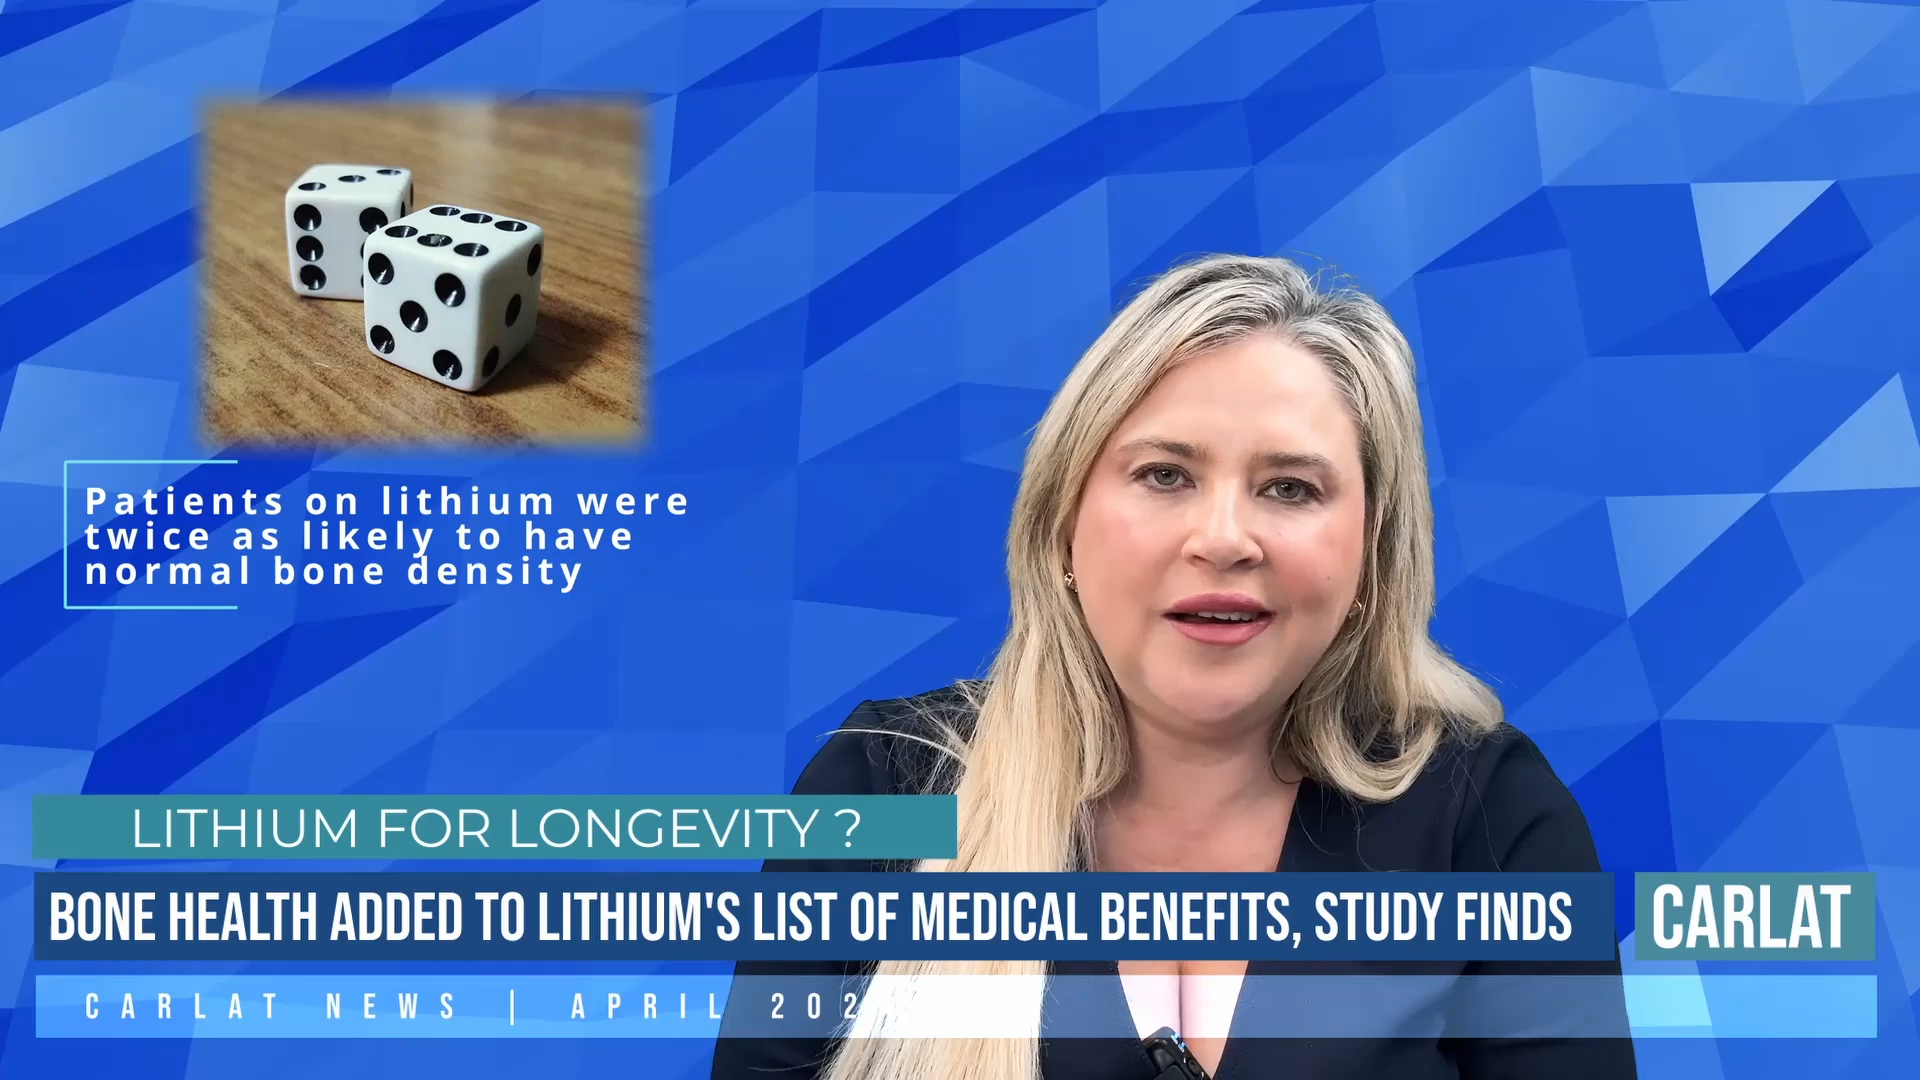 Patients on lithium were
twice as likely to have
normal bone density
LITHIUM FOR LONGEVITY ?
BONE HEALTH ADDED TO LITHIUM'S LIST OF MEDICAL BENEFITS, STUDY FINDS
CARLAT
CARLAT NEWS | APRIL